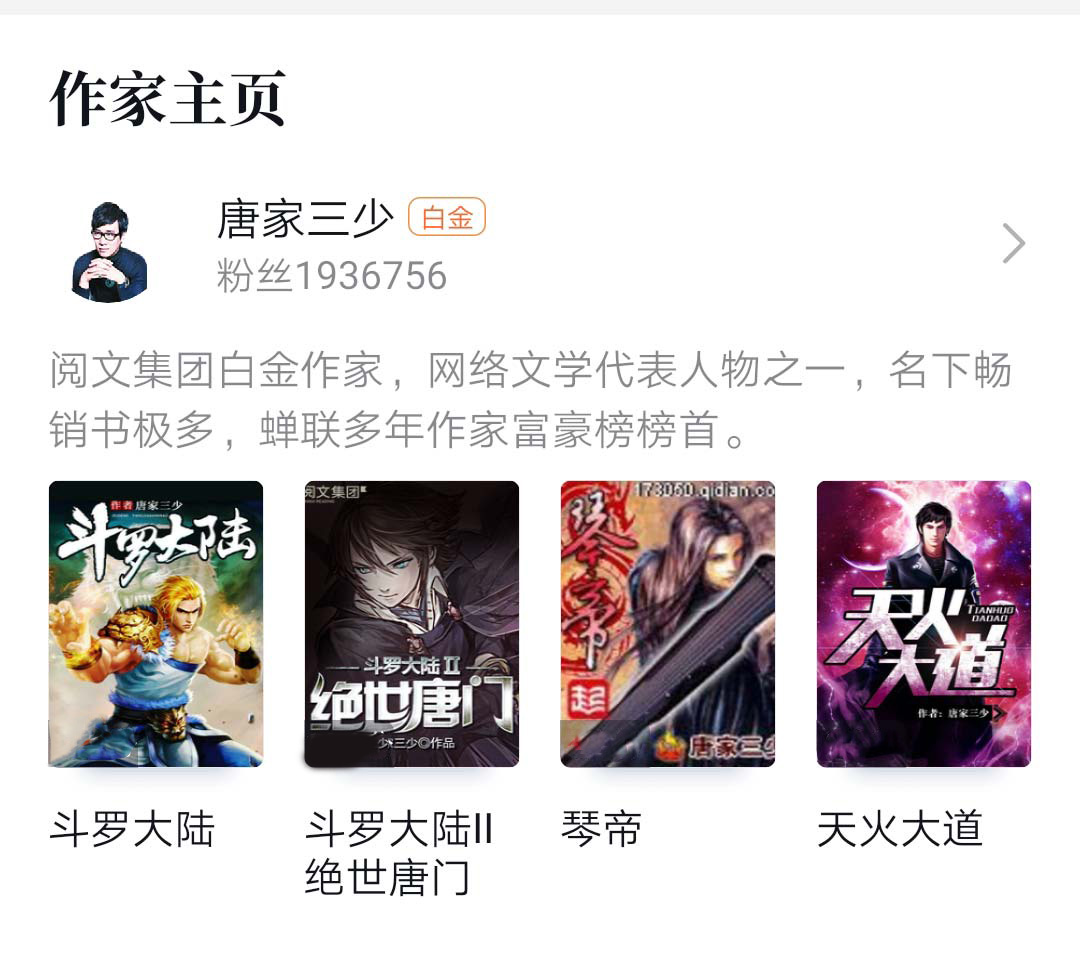 作家主页
唐家三少 白金
粉丝1936756
阅文集团白金作家，网络文学代表人物之一，名下畅
销书极多，蝉联多年作家富豪榜榜首。
作者 唐家三少
斗罗大陆
阅文集团
斗罗大陆 II
绝世唐门
三少◎作品
173060.qidian.co
琴帝
起
唐家三少
天火
TIANHUO
DADAO
大道
作者：唐家三少
斗罗大陆
斗罗大陆II
绝世唐门
琴帝
天火大道